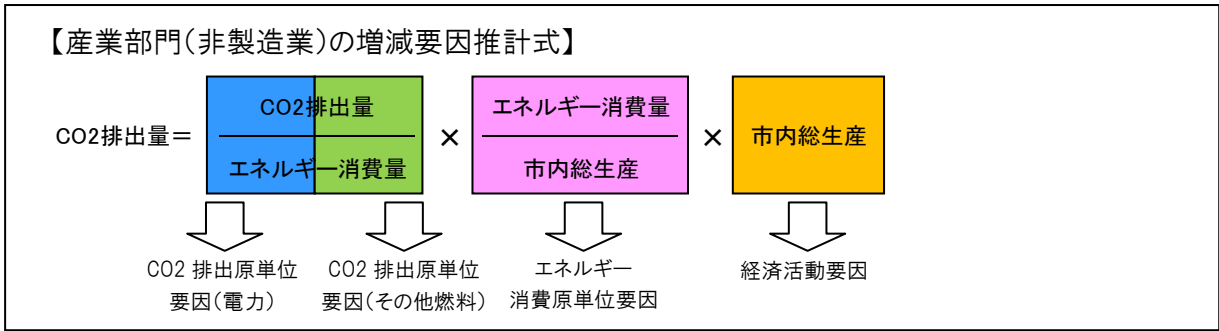 【産業部門(非製造業)の増減要因推計式】
CO2排出量＝
CO2排出量
エネルギー消費量
×
エネルギー消費量
市内総生産
×
市内総生産
CO2 排出原単位
要因(電力)
CO2 排出原単位
要因(その他燃料)
エネルギー
消費原単位要因
経済活動要因